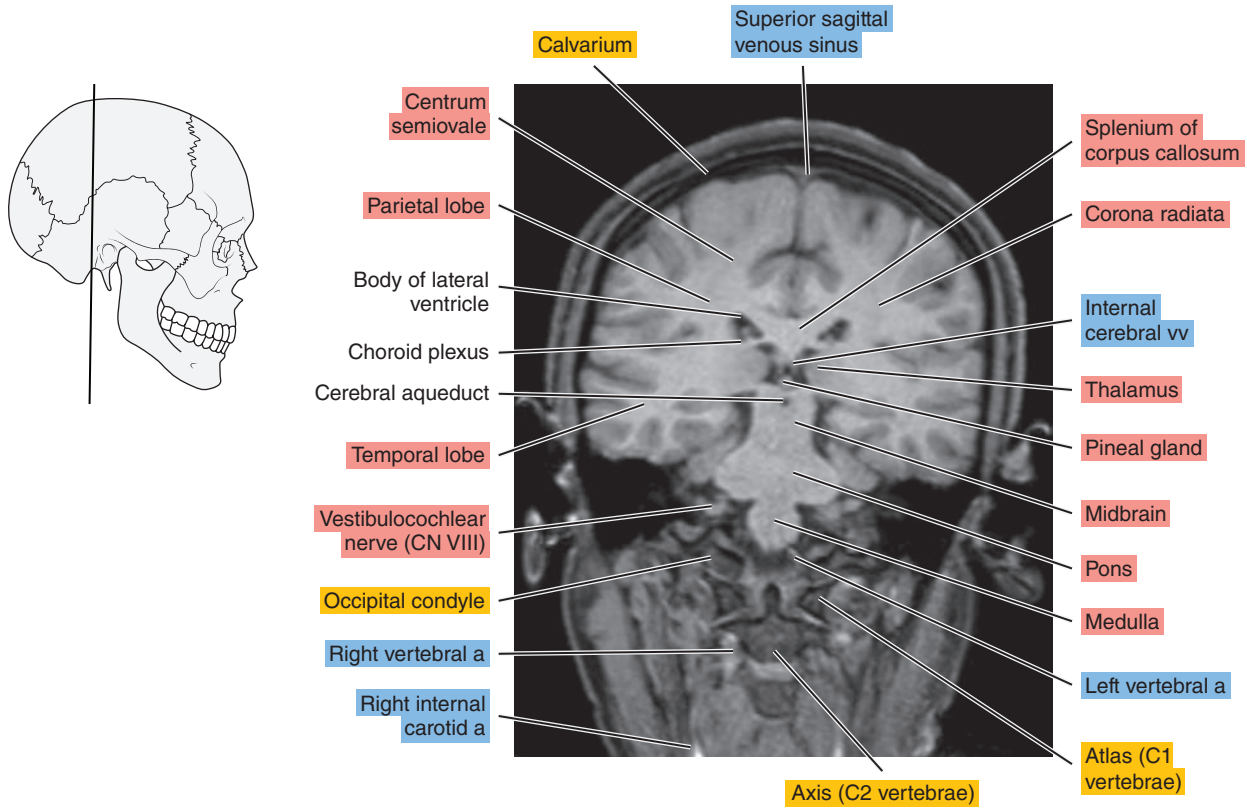 Calvarium
Superior sagittal
venous sinus
Centrum
semiovale
Parietal lobe
Body of lateral
ventricle
Choroid plexus
Cerebral aqueduct
Temporal lobe
Vestibulocochlear
nerve (CN VIII)
Occipital condyle
Right vertebral a
Right internal
carotid a
Splenium of
corpus callosum
Corona radiata
Internal
cerebral vv
Thalamus
Pineal gland
Midbrain
Pons
Medulla
Left vertebral a
Atlas (C1
vertebrae)
Axis (C2 vertebrae)